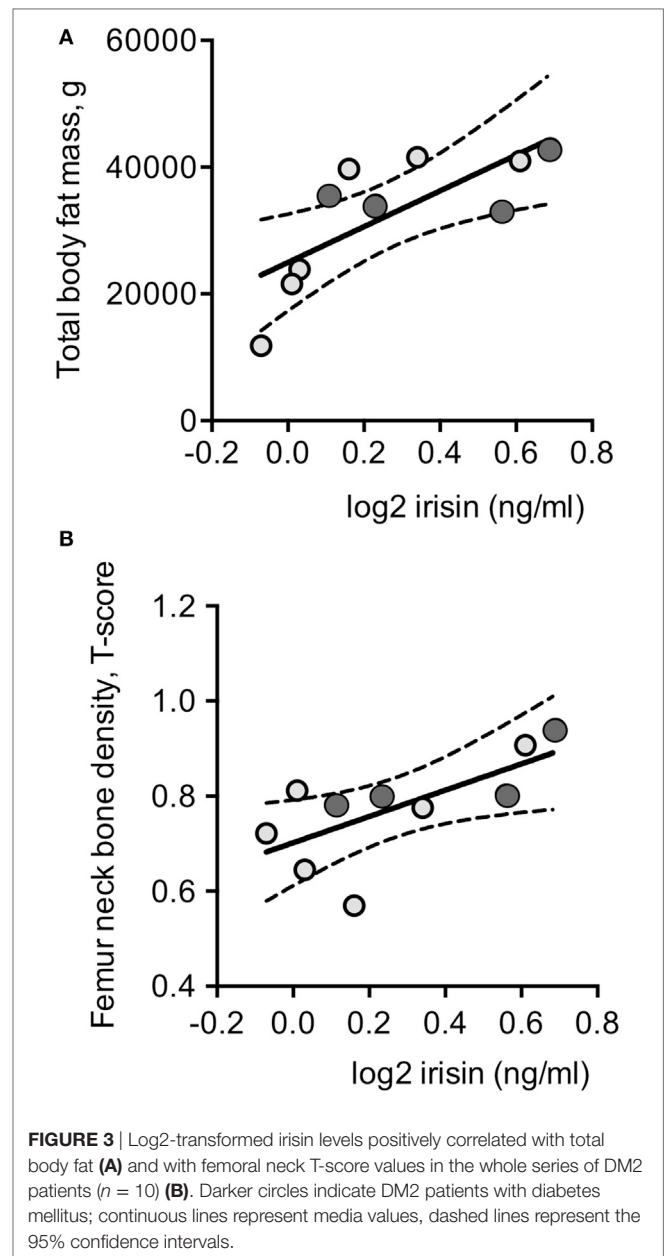 A
60000
40000
20000
0
Total body fat mass, g
-0.2 0.0 0.2 0.4 0.6 0.8
log2 irisin (ng/ml)
B
1.2
1.0
0.8
0.6
0.4
Femur neck bone density, T-score
-0.2 0.0 0.2 0.4 0.6 0.8
log2 irisin (ng/ml)
FIGURE 3 | Log2-transformed irisin levels positively correlated with total
body fat (A) and with femoral neck T-score values in the whole series of DM2
patients (n = 10) (B). Darker circles indicate DM2 patients with diabetes
mellitus; continuous lines represent media values, dashed lines represent the
95% confidence intervals.